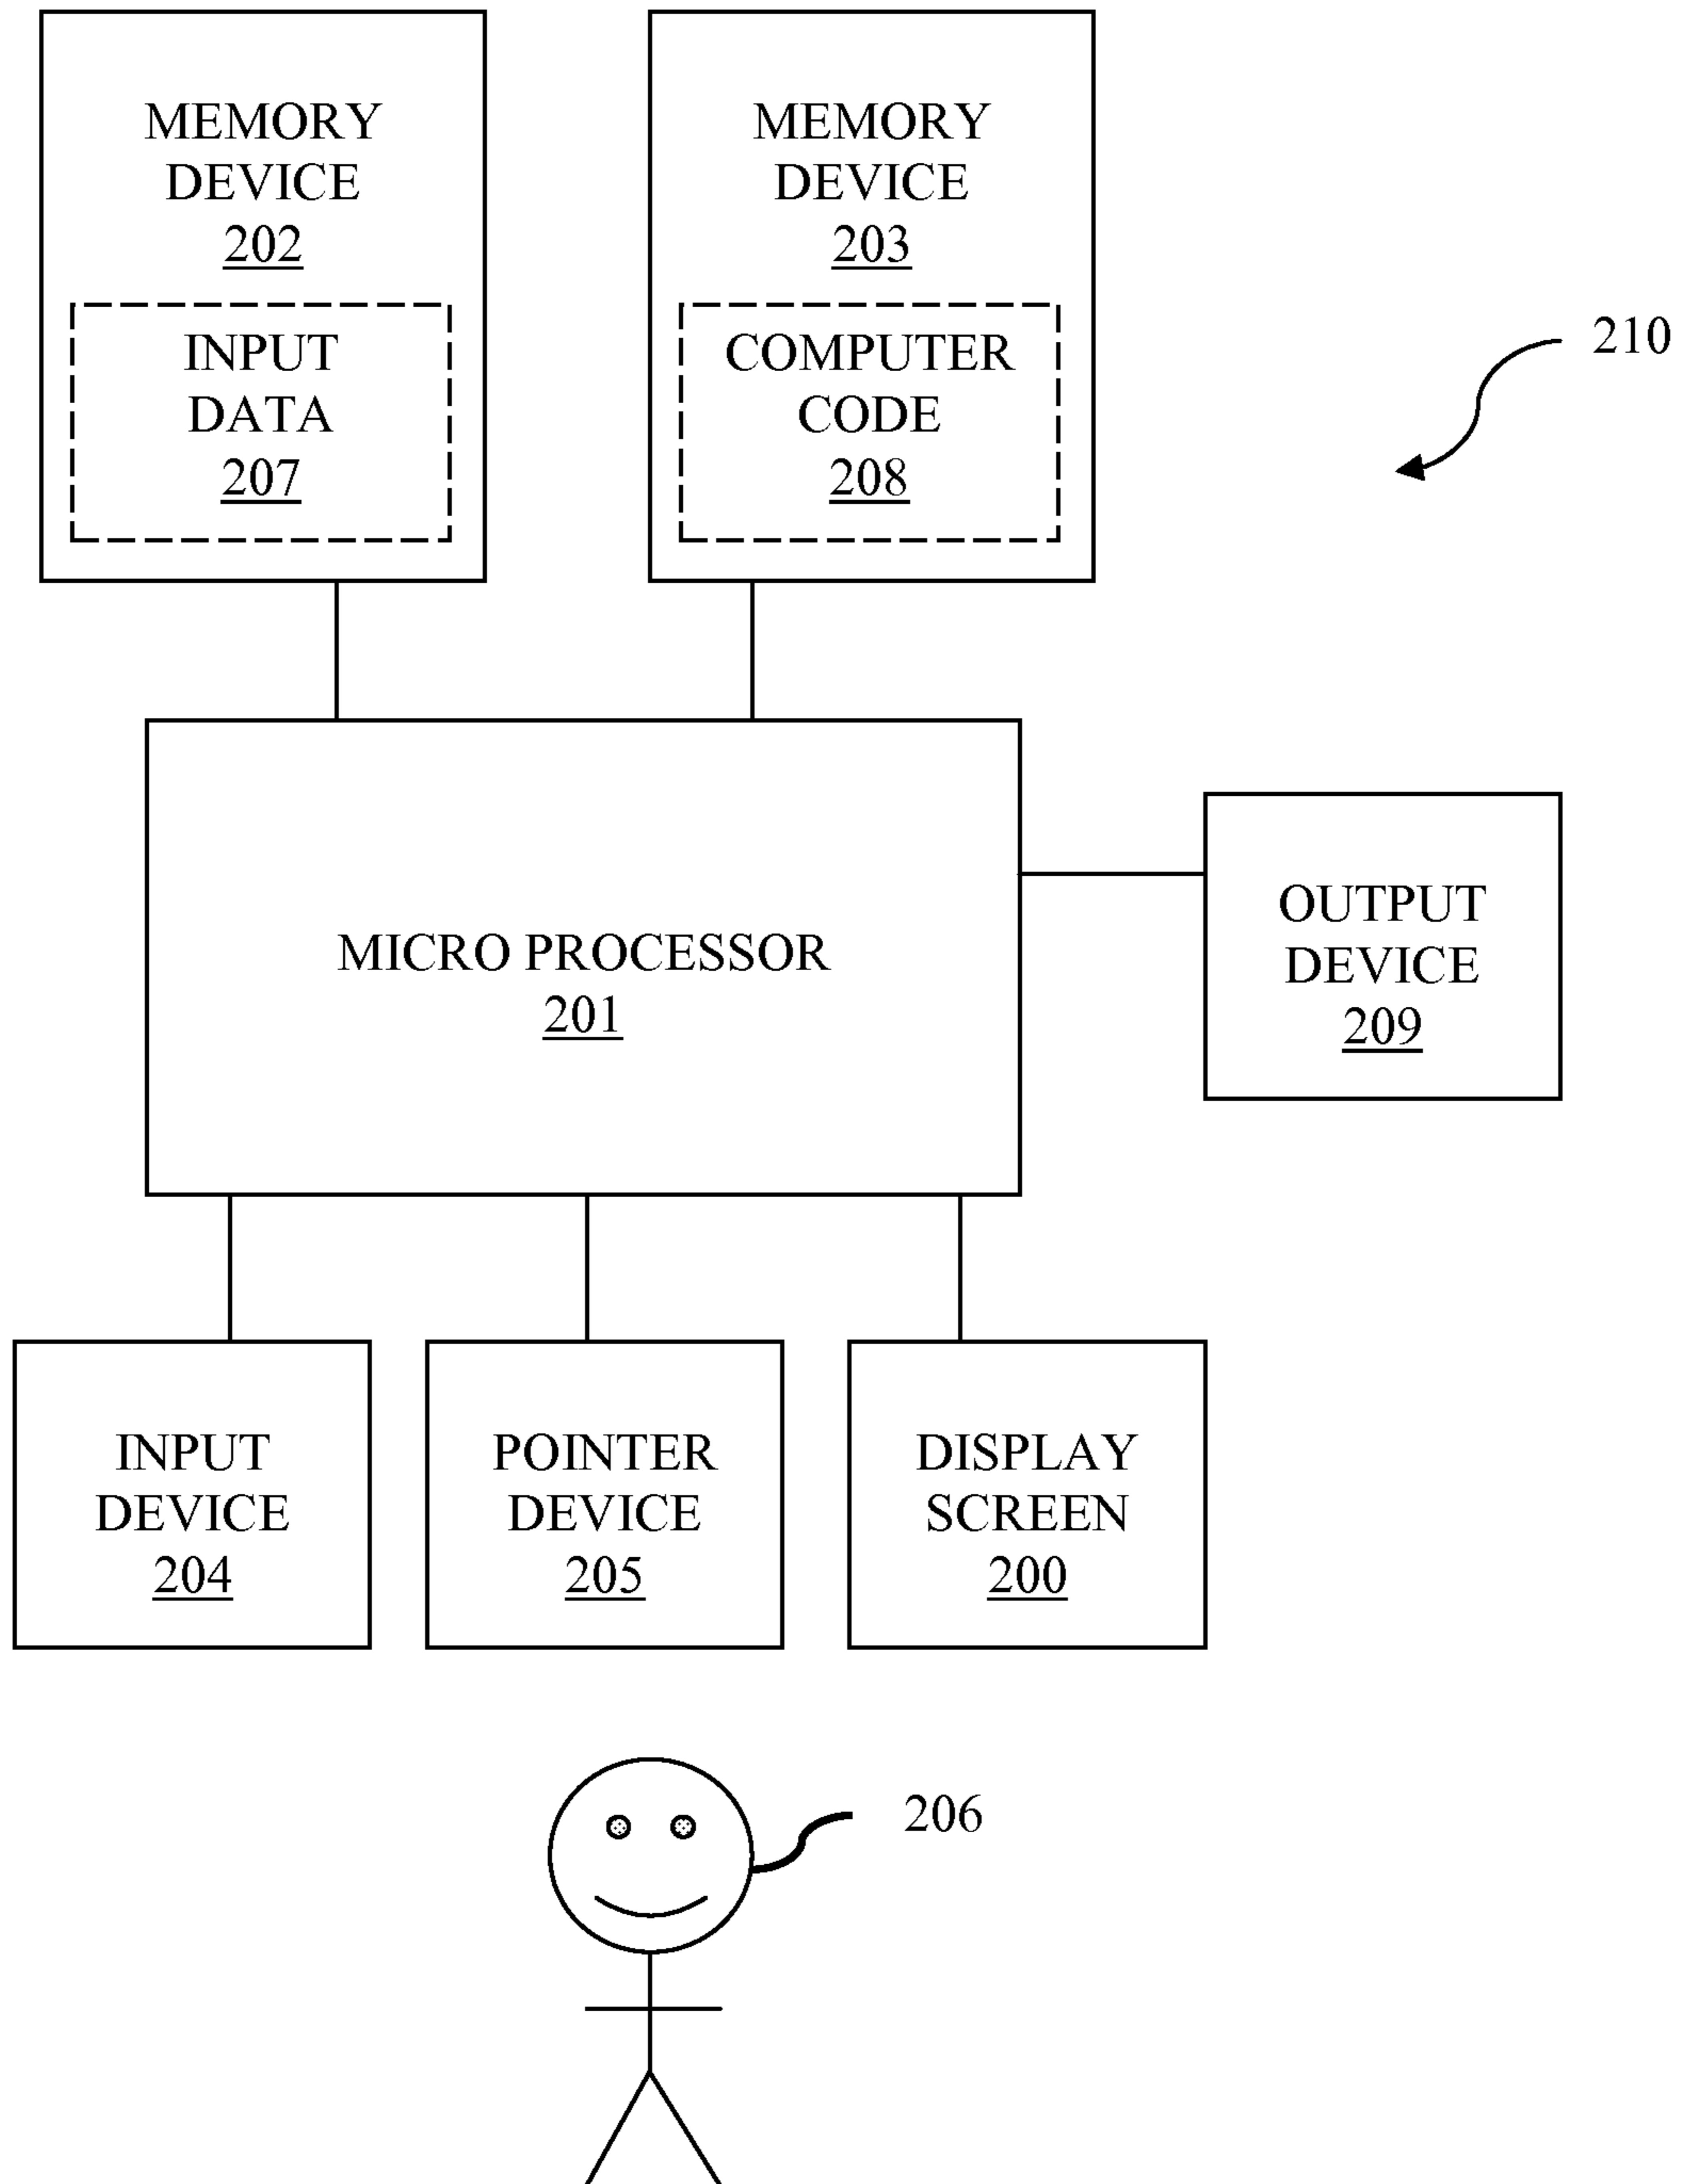 MEMORY
DEVICE
202
INPUT
DATA
207
MEMORY
DEVICE
203
COMPUTER
CODE
208
210
MICRO PROCESSOR
201
OUTPUT
DEVICE
209
INPUT
DEVICE
204
POINTER
DEVICE
205
DISPLAY
SCREEN
200
206